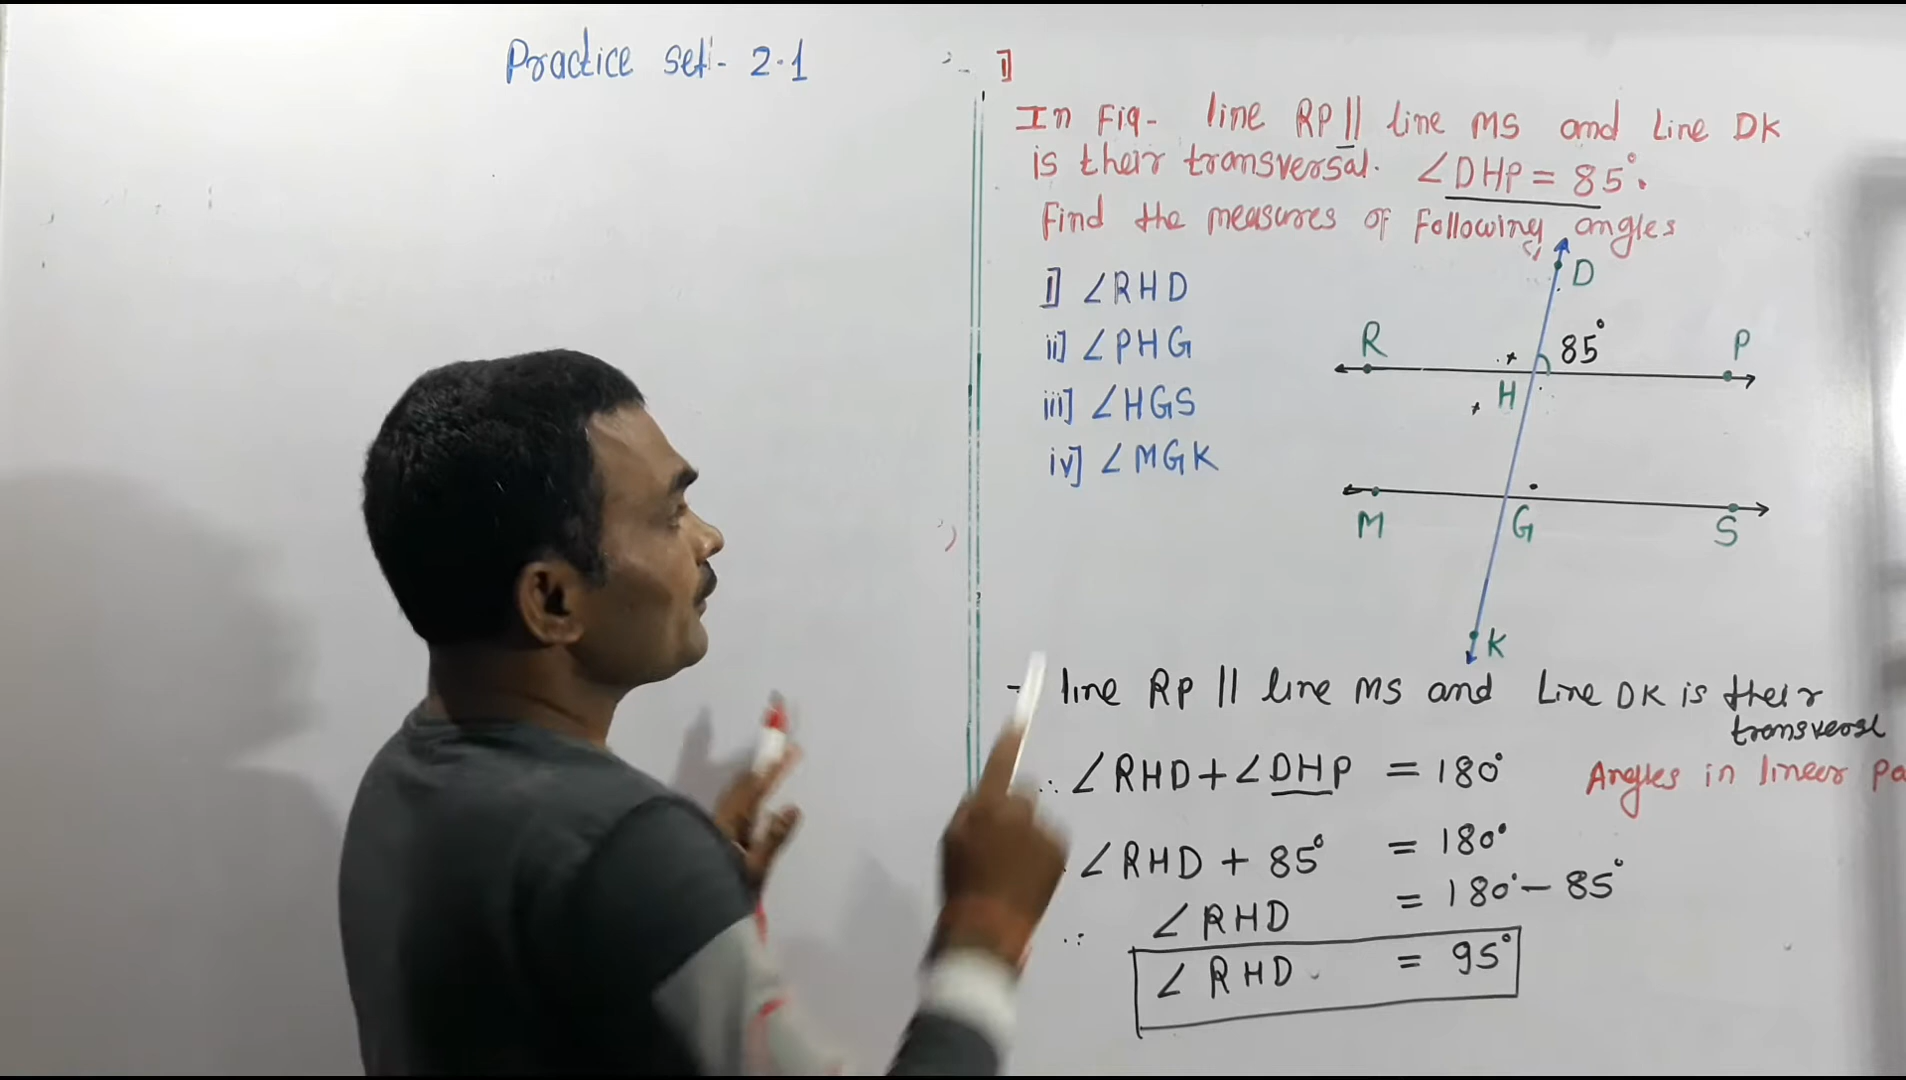 Practice set:- 2.1
1]
In Fig- line RP || line MS and Line DK
is their transversal. ∠DHP = 85°.
Find the measures of Following angles
i] ∠RHD
ii] ∠PHG
iii] ∠HGS
iv] ∠MGK
D
R
85°
P
H
M
G
S
K
- line RP || line MS and Line DK is their
transverse
∴ ∠RHD + ∠DHP = 180° Angles in linear pa
∠RHD + 85° = 180°
∠RHD = 180° - 85°
∴ ∠RHD = 95°